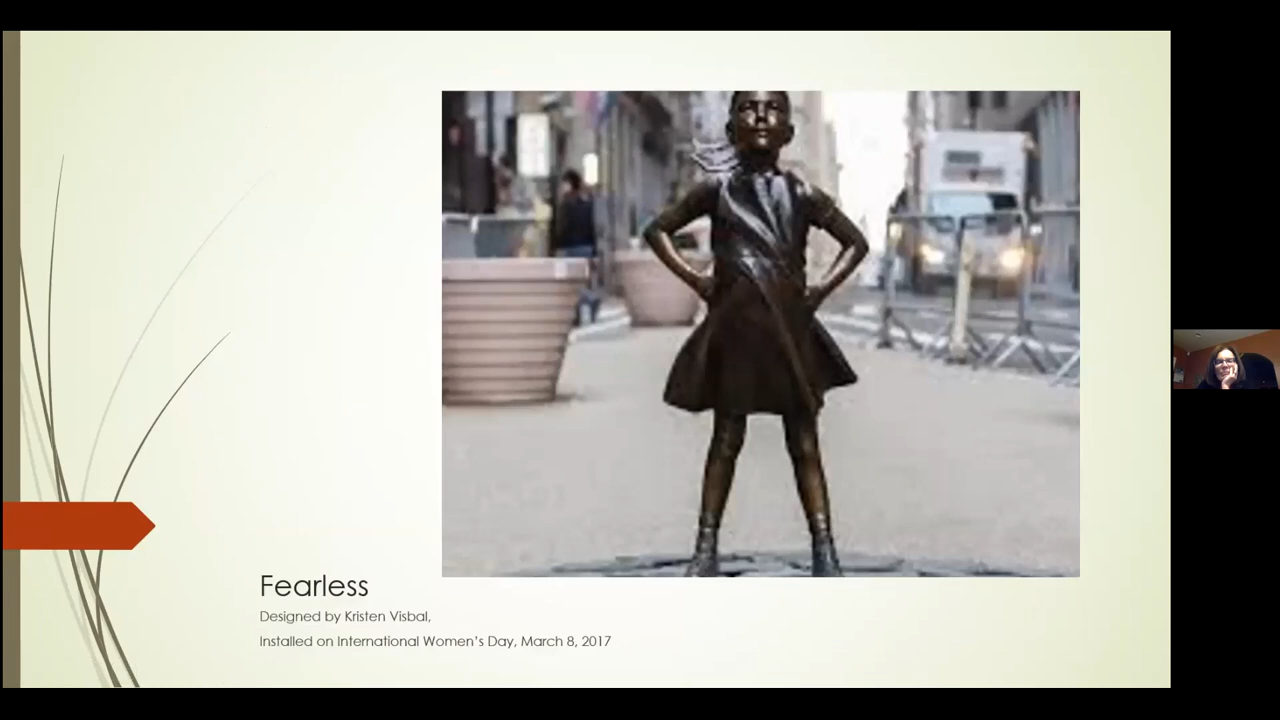 Fearless
Designed by Kristen Visbal,
Installed on International Women's Day, March 8, 2017